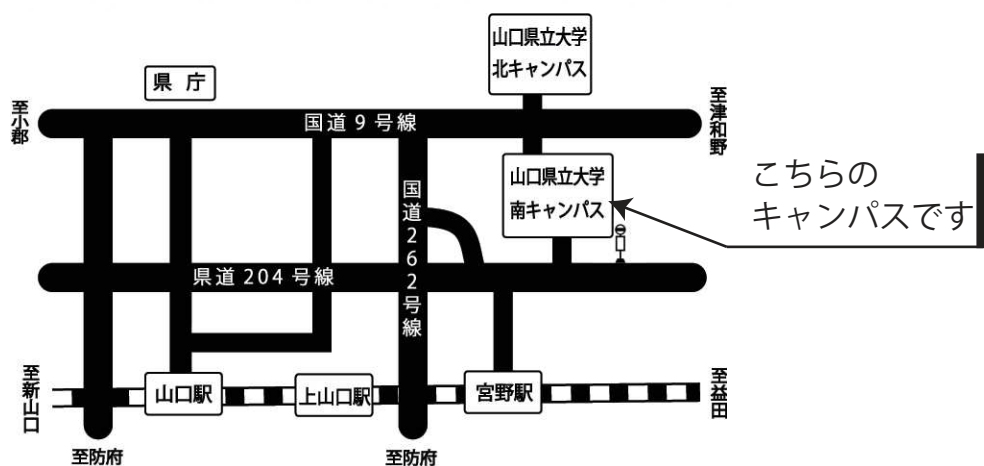 山口県立大学
北キャンパス
県 庁
至小郡
国道 9 号線
至津和野
山口県立大学
南キャンパス
こちらの
キャンパスです
国道262号線
県道 204 号線
至新山口
山口駅
上山口駅
宮野駅
至益田
至防府
至防府